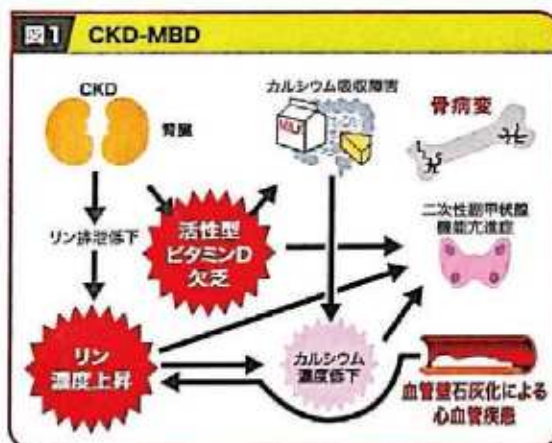 図1 CKD-MBD
CKD
腎臓
カルシウム吸収障害
MILK
骨病変
リン排泄低下
活性型
ビタミンD
欠乏
二次性副甲状腺
機能亢進症
リン
濃度上昇
カルシウム
濃度低下
血管壁石灰化による
心血管疾患